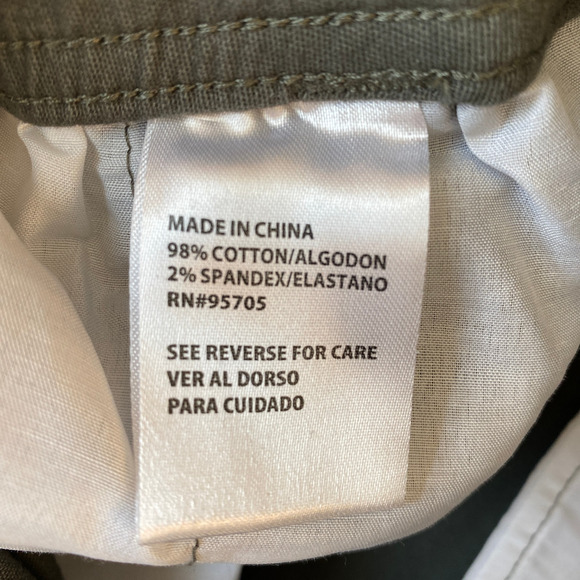 MADE IN CHINA
98% COTTON/ALGODON
2% SPANDEX/ELASTANO
RN#95705
SEE REVERSE FOR CARE
VER AL DORSO
PARA CUIDADO